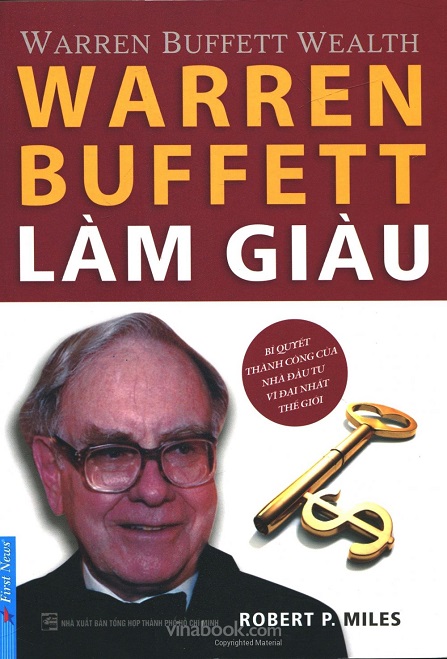 WARREN BUFFETT WEALTH
WARREN
BUFFETT
LÀM GIÀU
BÍ QUYẾT
THÀNH CÔNG CỦA
NHÀ ĐẦU TƯ
VĨ ĐẠI NHẤT
THẾ GIỚI
First News
NHÀ XUẤT BẢN TỔNG HỢP THÀNH PHỐ HỒ CHÍ MINH
ROBERT P. MILES
vinabook.com
Copyrighted Material